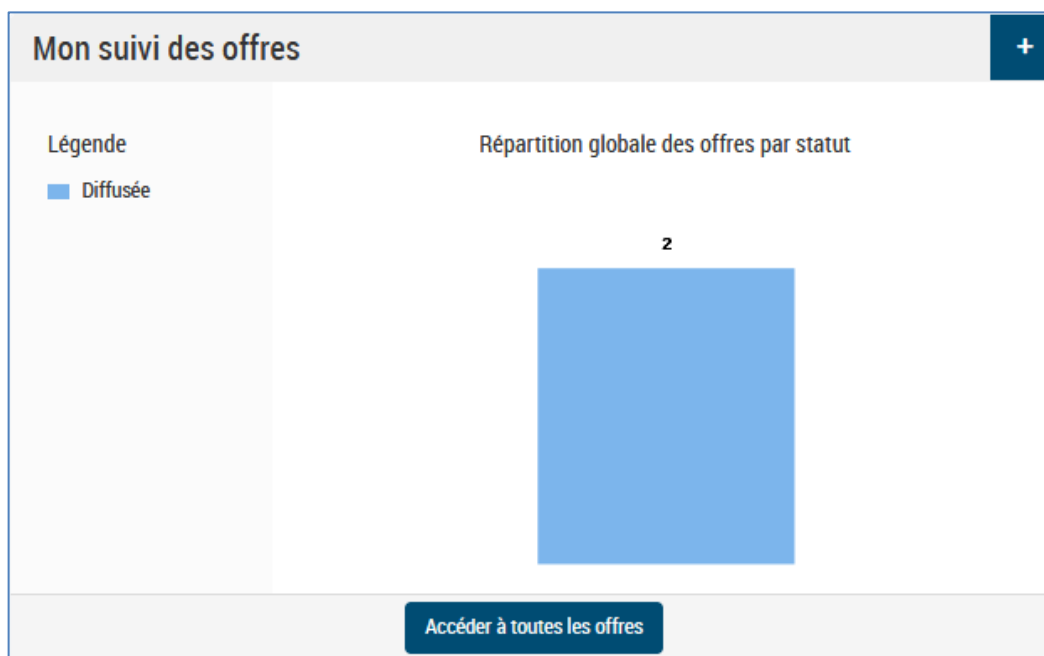 Mon suivi des offres
+
Légende
Diffusée
Répartition globale des offres par statut
2
Accéder à toutes les offres